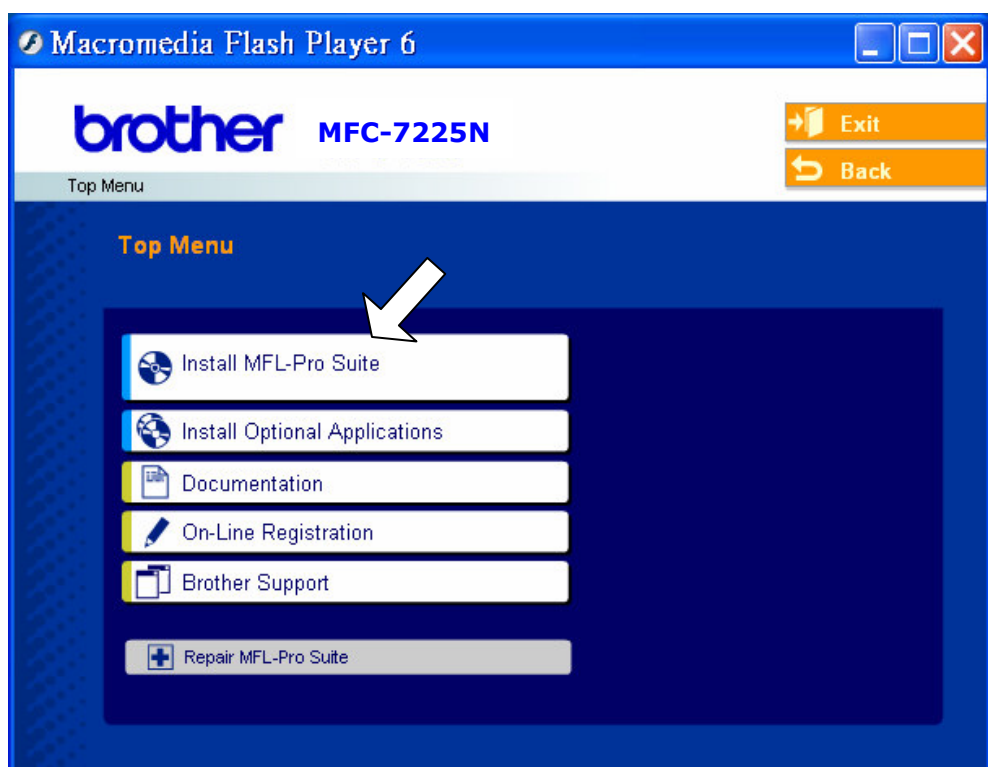 Macromedia Flash Player 6
brother MFC-7225N
Exit
Back
Top Menu
Top Menu
Install MFL-Pro Suite
Install Optional Applications
Documentation
On-Line Registration
Brother Support
Repair MFL-Pro Suite